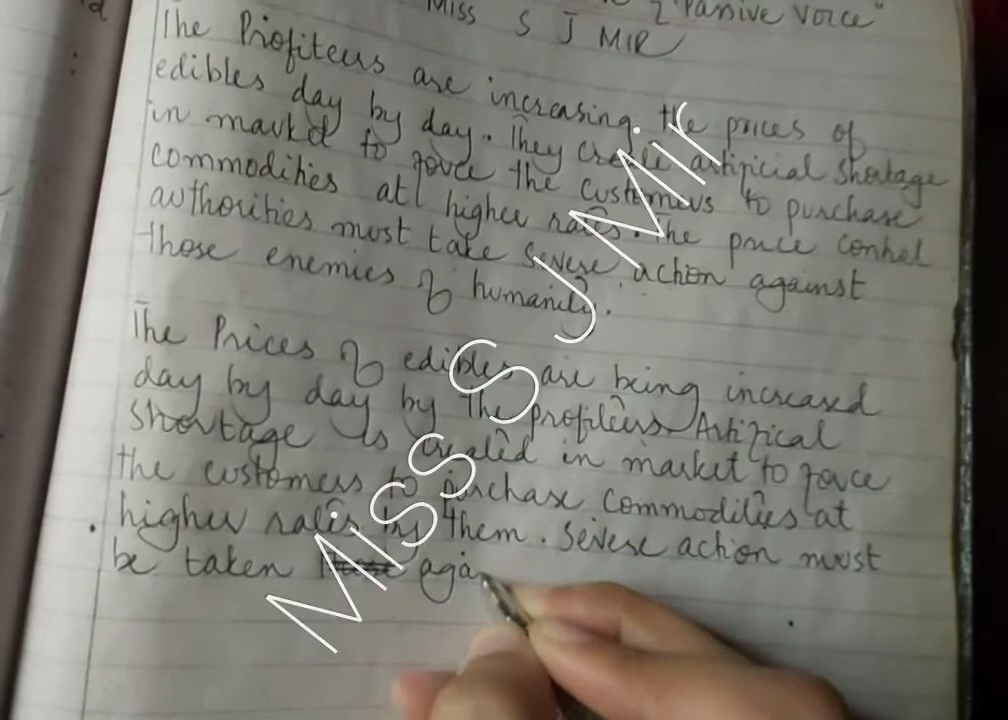 "Passive Voice"
Miss S J MIR
The Profiteers are increasing the prices of
edibles day by day. They create artificial shortage
in market to force the customers to purchase
commodities at higher rates. The price control
authorities must take severe action against
those enemies of humanity.
The Prices of edibles are being increased
day by day by the profiteers. Artifical
shortage is created in market to force
the customers to purchase commodities at
higher rates by them. Severe action must
be taken aga
Miss S J Mir